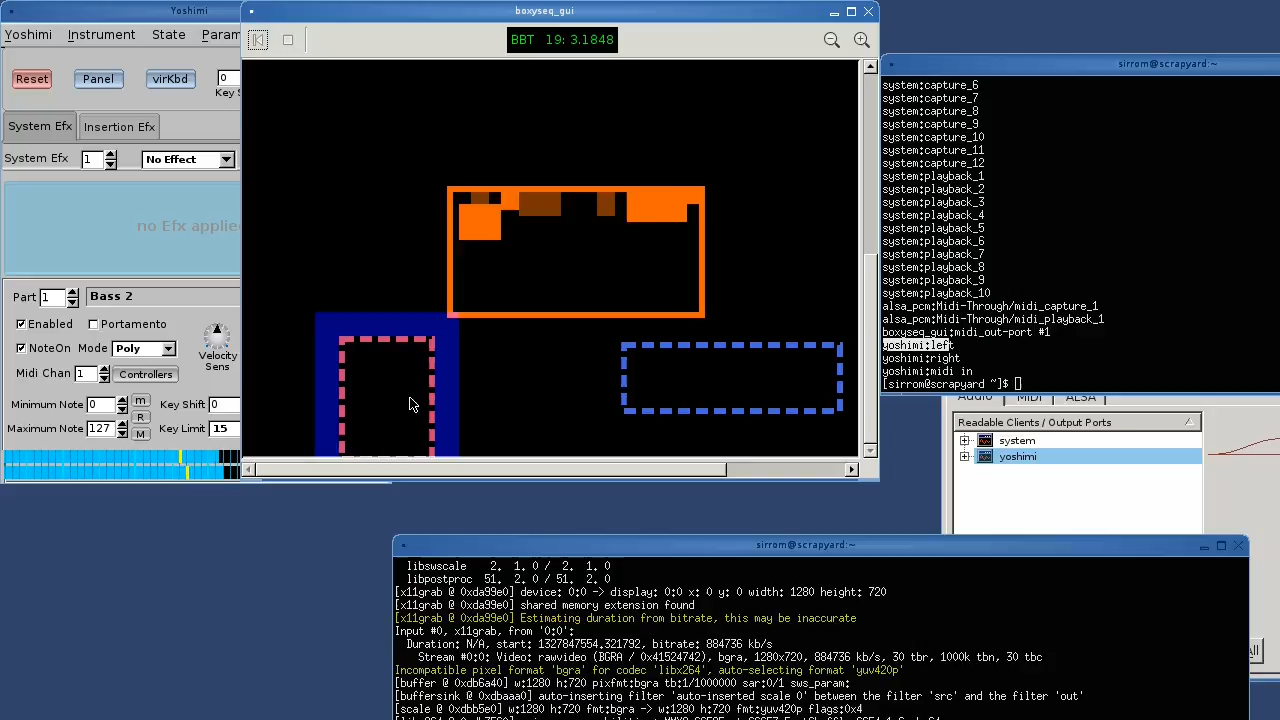 Yoshimi
Yoshimi Instrument State Param
Reset Panel virKbd 0
Key S
System Efx Insertion Efx
System Efx 1 No Effect
no Efx applie
Part 1 Bass 2
Enabled Portamento
NoteOn Mode Poly
Velocity
Sens
Midi Chan 1 Controllers
Minimum Note 0 m Key Shift 0
R
Maximum Note 127 M Key Limit 15
boxyseq_gui
BBT 19: 3.1848
sirrom@scrapyard:~
system:capture_6
system:capture_7
system:capture_8
system:capture_9
system:capture_10
system:capture_11
system:capture_12
system:playback_1
system:playback_2
system:playback_3
system:playback_4
system:playback_5
system:playback_6
system:playback_7
system:playback_8
system:playback_9
system:playback_10
alsa_pcm:Midi-Through/midi_capture_1
alsa_pcm:Midi-Through/midi_playback_1
boxyseq_gui:midi_out-port #1
yoshimi:left
yoshimi:right
yoshimi:midi in
[sirrom@scrapyard ~]$
Audio MIDI ALSA
Readable Clients / Output Ports
system
yoshimi
All
sirrom@scrapyard:~
libswscale 2. 1. 0 / 2. 1. 0
libpostproc 51. 2. 0 / 51. 2. 0
[x11grab @ 0xda99e0] device: 0:0 -> display: 0:0 x: 0 y: 0 width: 1280 height: 720
[x11grab @ 0xda99e0] shared memory extension found
[x11grab @ 0xda99e0] Estimating duration from bitrate, this may be inaccurate
Input #0, x11grab, from '0:0':
Duration: N/A, start: 1327847554.321792, bitrate: 884736 kb/s
Stream #0:0: Video: rawvideo (BGRA / 0x41524742), bgra, 1280x720, 884736 kb/s, 30 tbr, 1000k tbn, 30 tbc
Incompatible pixel format 'bgra' for codec 'libx264', auto-selecting format 'yuv420p'
[buffer @ 0xdb6a40] w:1280 h:720 pixfmt:bgra tb:1/1000000 sar:0/1 sws_param:
[buffersink @ 0xdbaaa0] auto-inserting filter 'auto-inserted scale 0' between the filter 'src' and the filter 'out'
[scale @ 0xdbb5e0] w:1280 h:720 fmt:bgra -> w:1280 h:720 fmt:yuv420p flags:0x4